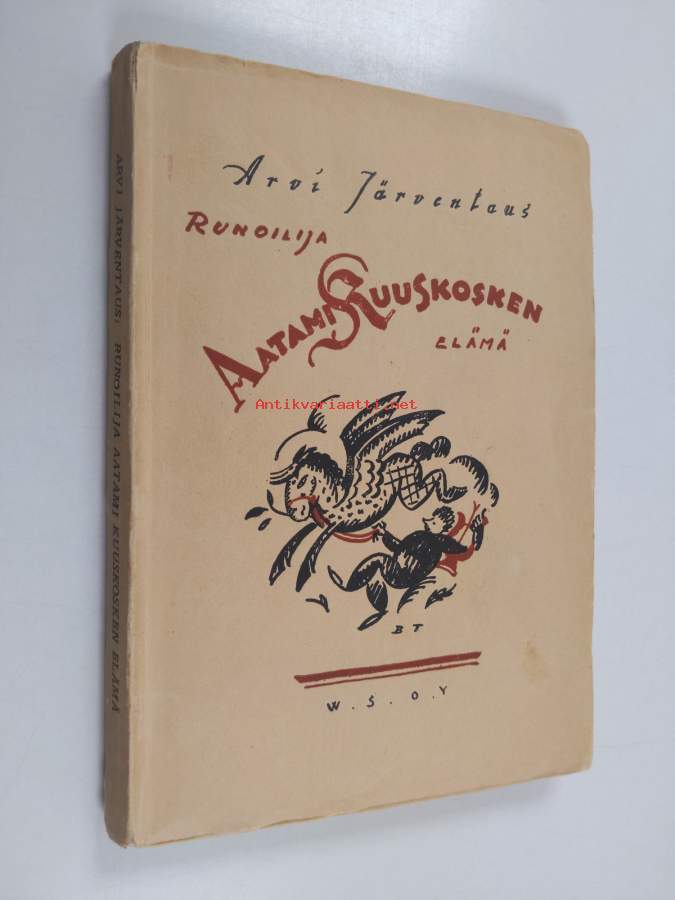 Arvi Järventaus
RUNOILIJA
AATAMI KUUSKOSKEN
ELÄMÄ
Antikvariaatti.net
BT
W.S.O.Y
ARVI JÄRVENTAUS: RUNOILIJA AATAMI KUUSKOSKEN ELÄMÄ